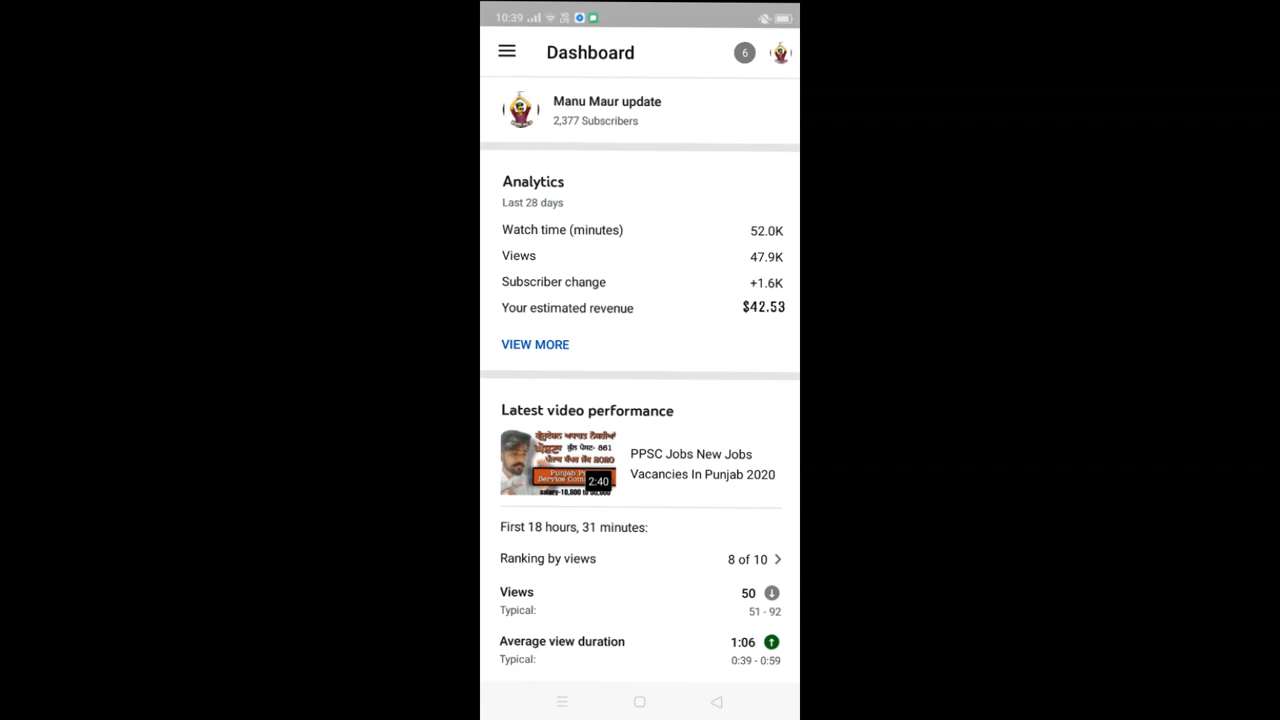 10:39
Dashboard
6
Manu Maur update
2,377 Subscribers
Analytics
Last 28 days
Watch time (minutes) 52.0K
Views 47.9K
Subscriber change +1.6K
Your estimated revenue $42.53
VIEW MORE
Latest video performance
ਕੁੱਲ ਪੋਸਟ- 861
2:40
PPSC Jobs New Jobs
Vacancies In Punjab 2020
First 18 hours, 31 minutes:
Ranking by views 8 of 10
Views 50
Typical: 51 - 92
Average view duration 1:06
Typical: 0:39 - 0:59